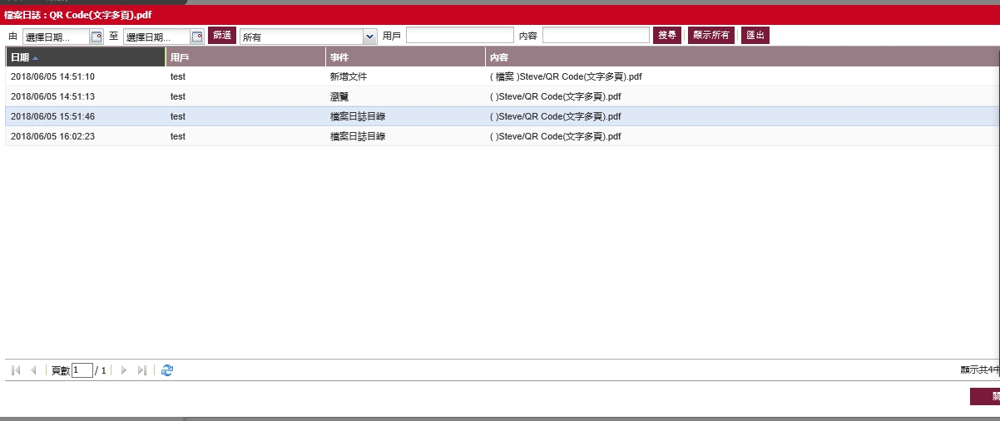 檔案日誌 : QR Code(文字多頁).pdf
由 選擇日期... 至 選擇日期... 篩選 所有 用戶 內容 搜尋 顯示所有 匯出
日期 用戶 事件 內容
2018/06/05 14:51:10 test 新增文件 ( 檔案 )Steve/QR Code(文字多頁).pdf
2018/06/05 14:51:13 test 瀏覽 ( )Steve/QR Code(文字多頁).pdf
2018/06/05 15:51:46 test 檔案日誌目錄 ( )Steve/QR Code(文字多頁).pdf
2018/06/05 16:02:23 test 檔案日誌目錄 ( )Steve/QR Code(文字多頁).pdf
頁數 1 / 1 顯示共4中